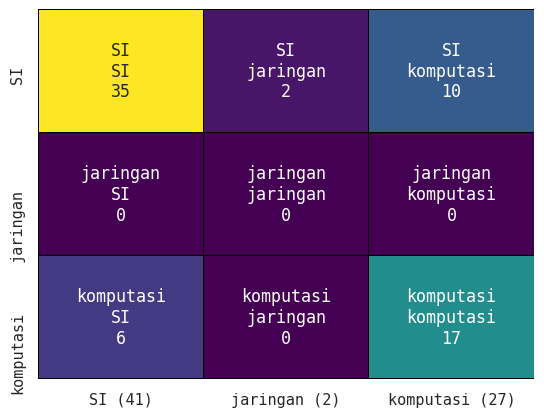 SI
SI
SI
35
SI
jaringan
2
SI
komputasi
10
jaringan
jaringan
SI
0
jaringan
jaringan
0
jaringan
komputasi
0
komputasi
komputasi
SI
6
komputasi
jaringan
0
komputasi
komputasi
17
SI (41)
jaringan (2)
komputasi (27)